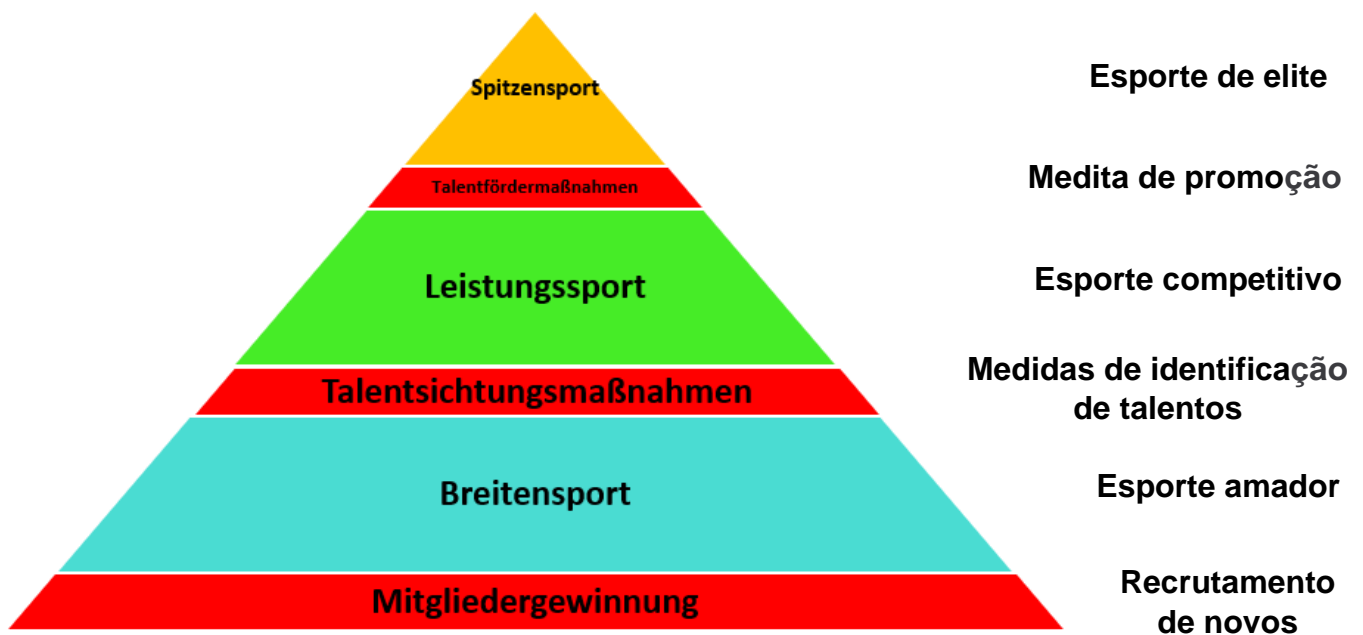 Spitzensport
Esporte de elite
Talentfördermaßnahmen
Medita de promoção
Leistungssport
Esporte competitivo
Talentsichtungsmaßnahmen
Medidas de identificação
de talentos
Breitensport
Esporte amador
Mitgliedergewinnung
Recrutamento
de novos